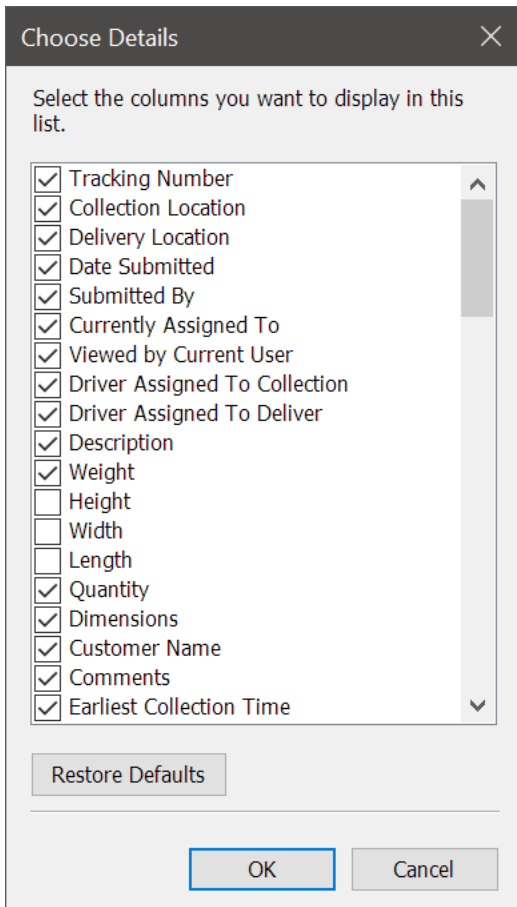 Choose Details
Select the columns you want to display in this
list.
Tracking Number
Collection Location
Delivery Location
Date Submitted
Submitted By
Currently Assigned To
Viewed by Current User
Driver Assigned To Collection
Driver Assigned To Deliver
Description
Weight
Height
Width
Length
Quantity
Dimensions
Customer Name
Comments
Earliest Collection Time
Restore Defaults
OK Cancel